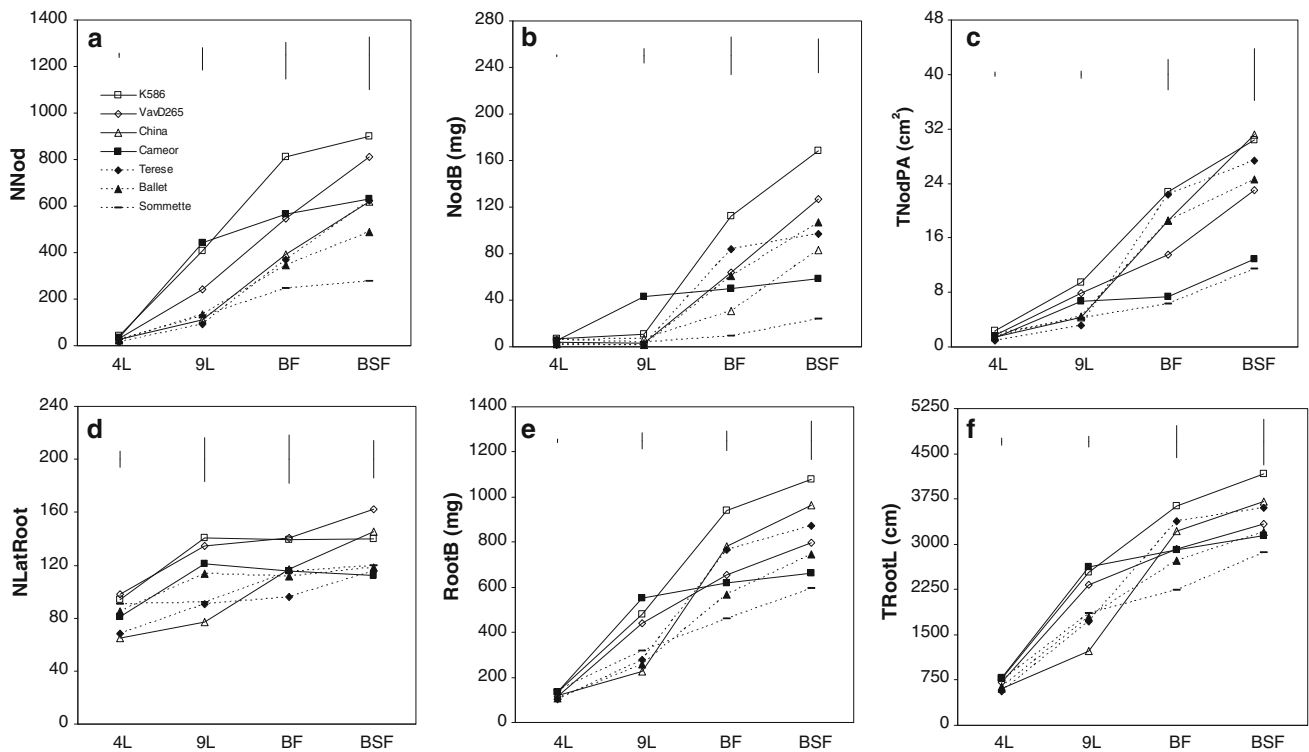 a
NNod
1400
1200
1000
800
600
400
200
0
K586
VavD265
China
Cameor
Terese
Ballet
Sommette
4L 9L BF BSF
b
NodB (mg)
280
240
200
160
120
80
40
0
4L 9L BF BSF
c
TNodPA (cm²)
48
40
32
24
16
8
0
4L 9L BF BSF
d
NLatRoot
240
200
160
120
80
40
0
4L 9L BF BSF
e
RootB (mg)
1400
1200
1000
800
600
400
200
0
4L 9L BF BSF
f
TRootL (cm)
5250
4500
3750
3000
2250
1500
750
0
4L 9L BF BSF